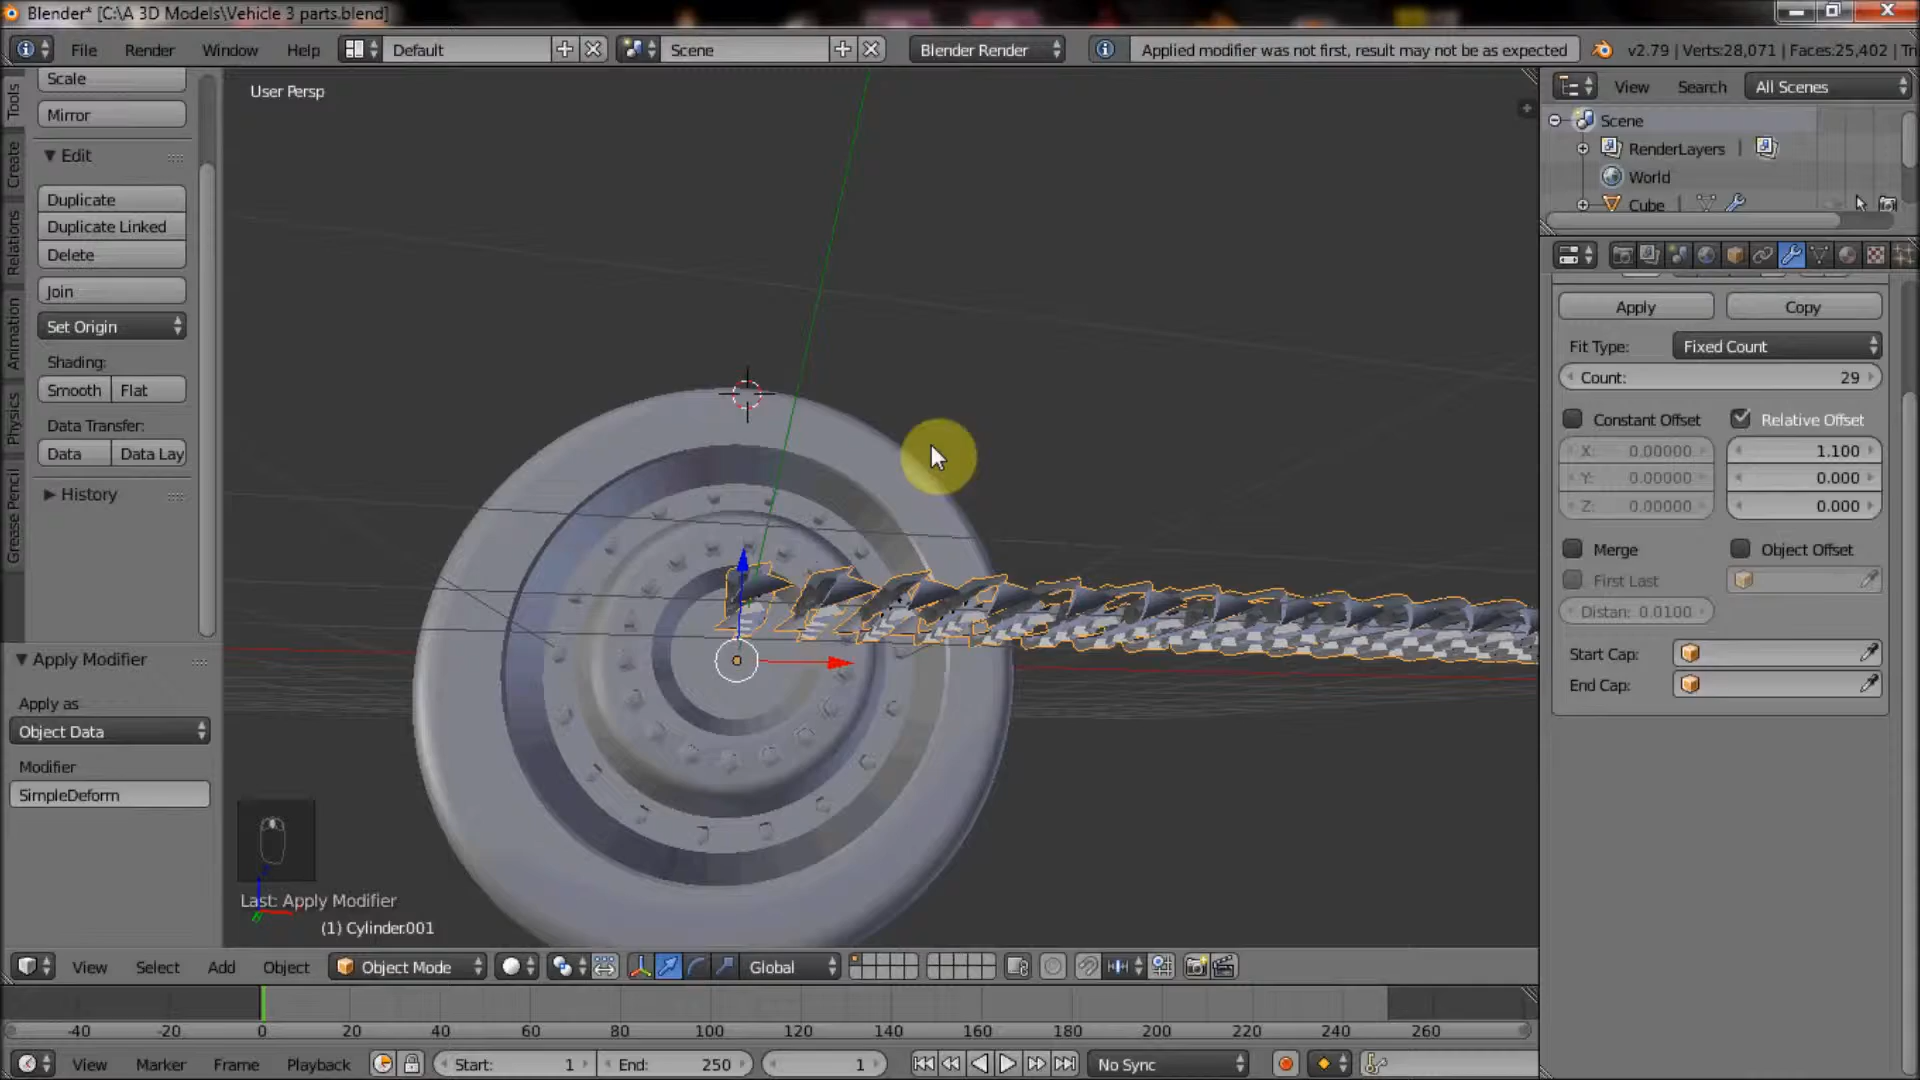 Blender* [C:\A 3D Models\Vehicle 3 parts.blend]
File Render Window Help Default Scene Blender Render Applied modifier was not first, result may not be as expected v2.79 | Verts:28,071 | Faces:25,402 | Tri
Scale
Mirror
Edit
Duplicate
Duplicate Linked
Delete
Join
Set Origin
Shading:
Smooth Flat
Data Transfer:
Data Data Lay
History
Apply Modifier
Apply as
Object Data
Modifier
SimpleDeform
Tools
Create
Relations
Animation
Physics
Grease Pencil
User Persp
Last: Apply Modifier
(1) Cylinder.001
View Search All Scenes
Scene
RenderLayers
World
Cube
Apply Copy
Fit Type: Fixed Count
Count: 29
Constant Offset Relative Offset
X: 0.00000 1.100
Y: 0.00000 0.000
Z: 0.00000 0.000
Merge Object Offset
First Last
Distan: 0.0100
Start Cap:
End Cap:
View Select Add Object Object Mode Global
-40 -20 0 20 40 60 80 100 120 140 160 180 200 220 240 260
View Marker Frame Playback Start: 1 End: 250 1 No Sync